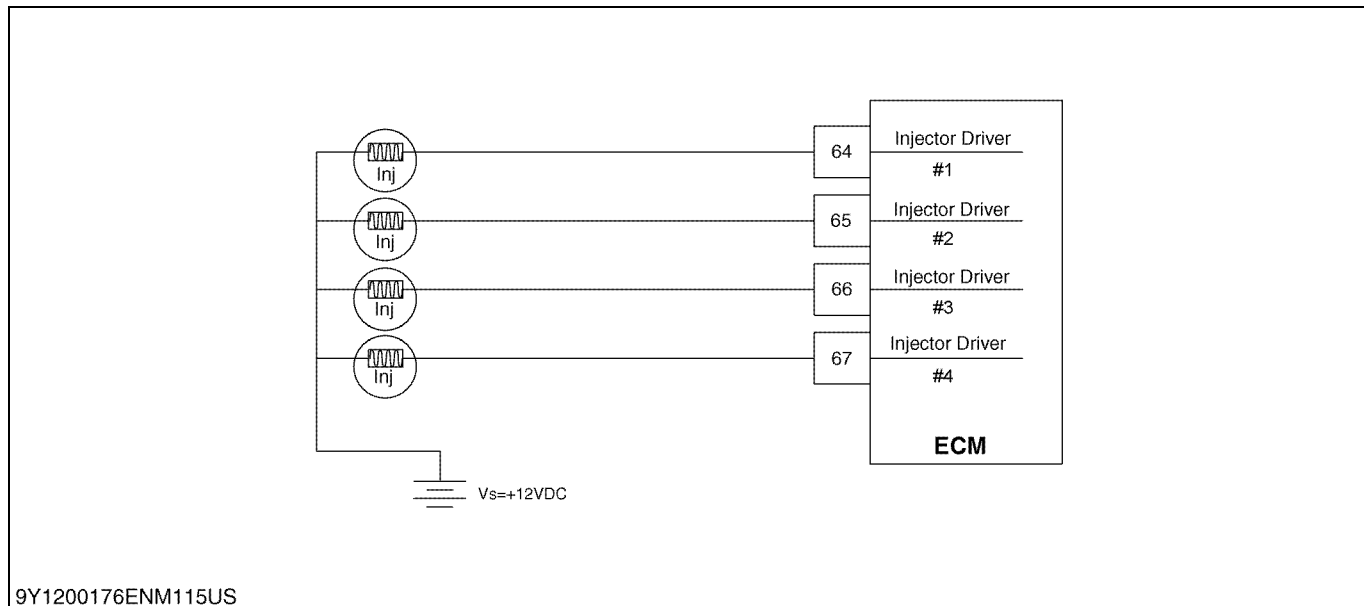 64
Injector Driver
#1
Inj
65
Injector Driver
#2
Inj
66
Injector Driver
#3
Inj
67
Injector Driver
#4
Inj
ECM
Vs=+12VDC
9Y1200176ENM115US